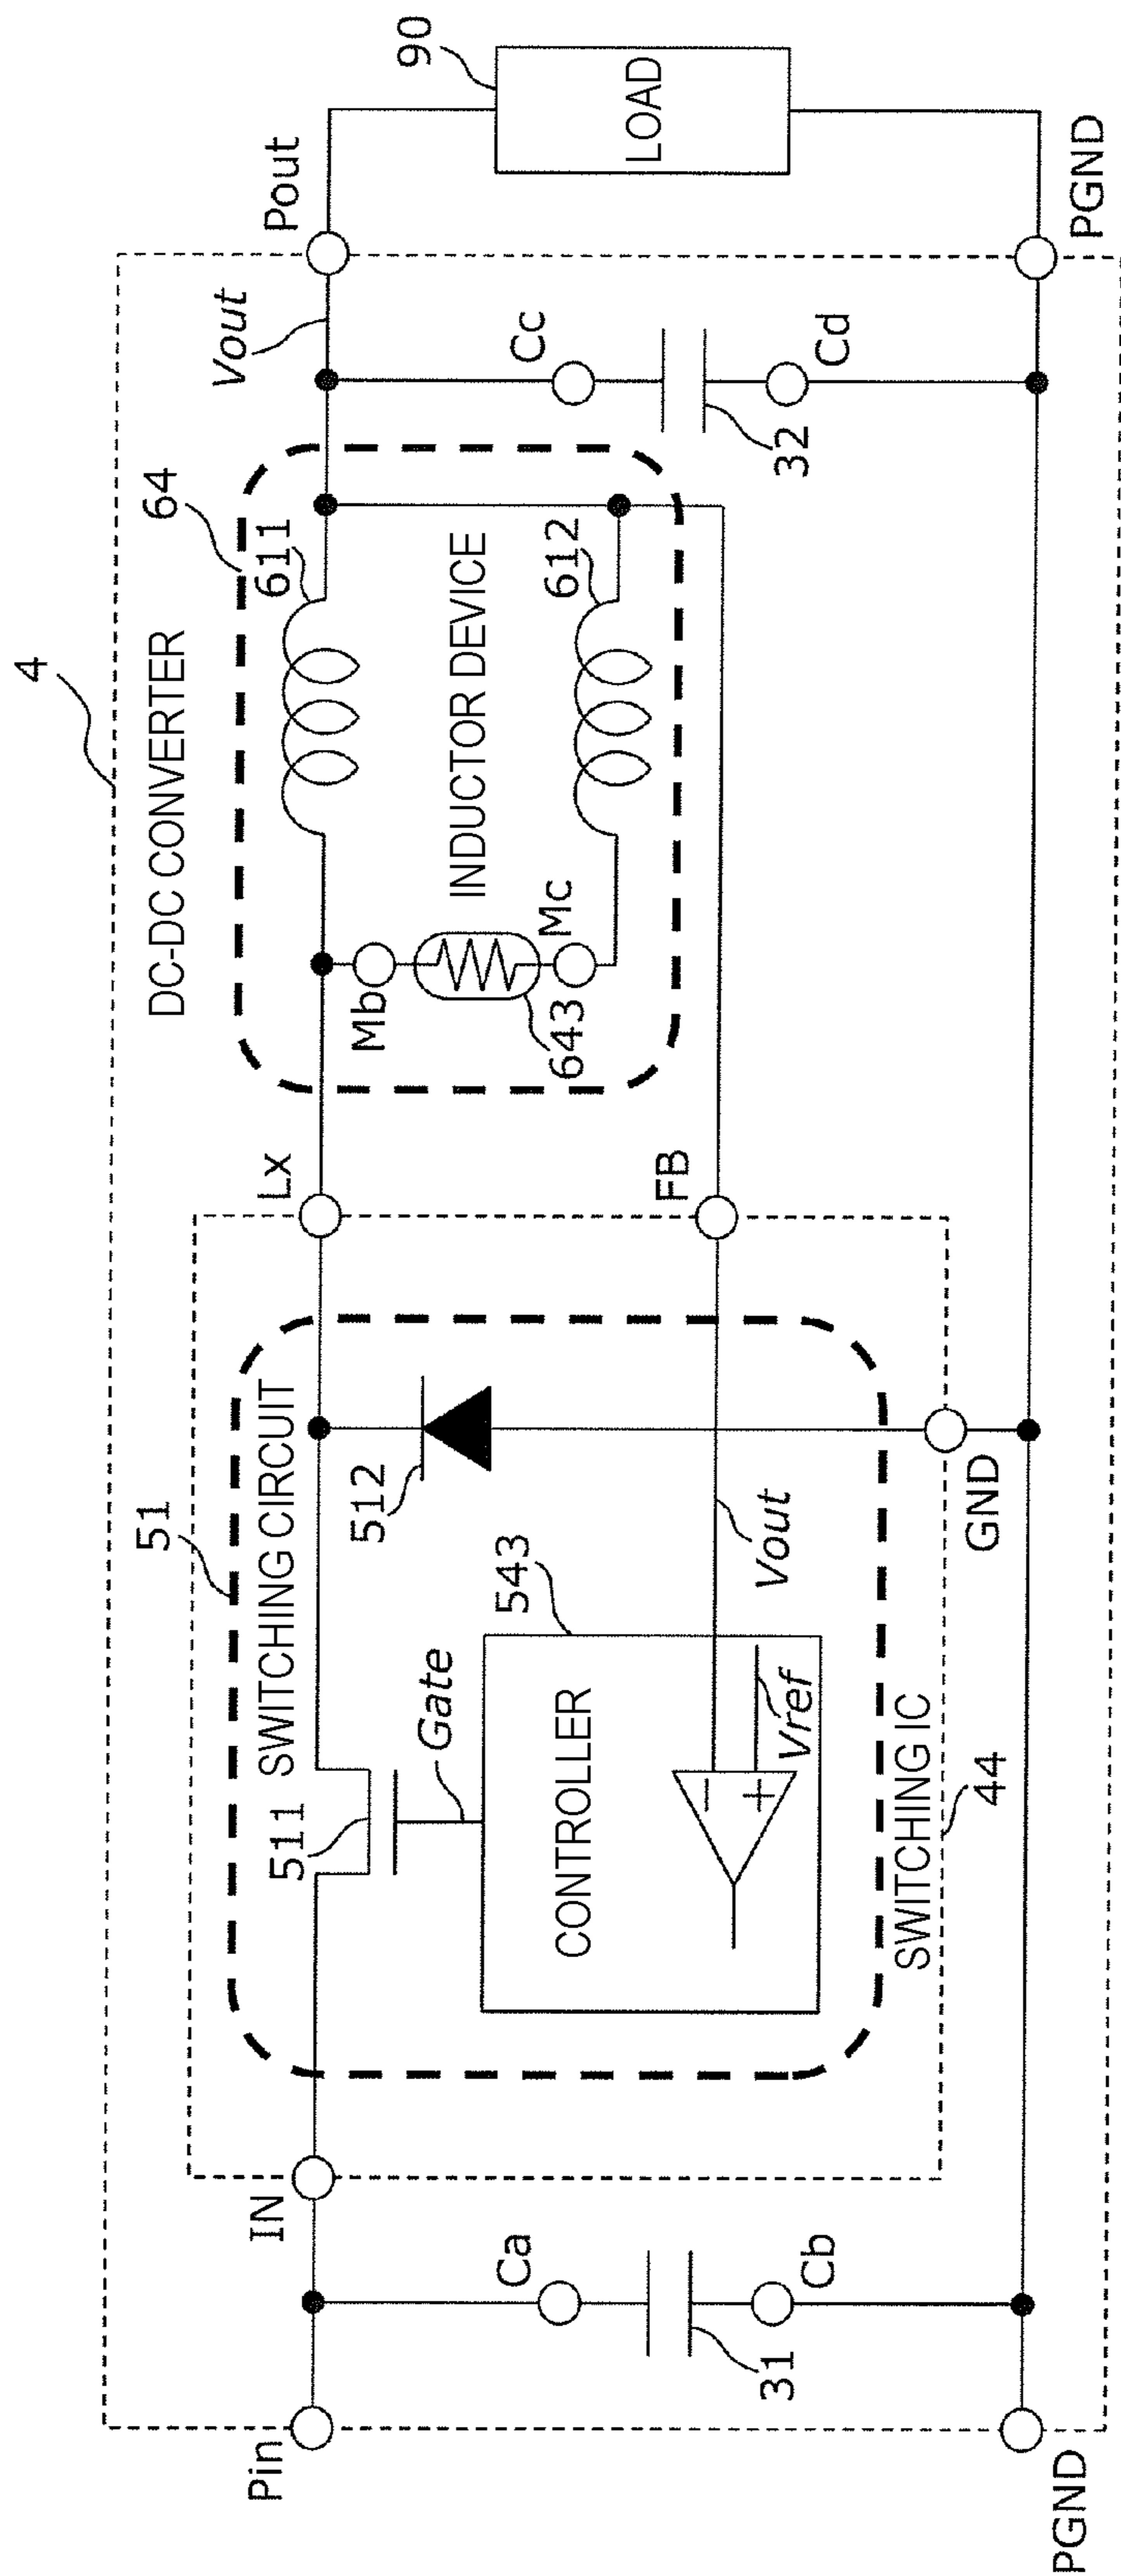 4
DC-DC CONVERTER
64
51
SWITCHING CIRCUIT
Pin
IN
511
Gate
512
Lx
Mb
643
Mc
611
INDUCTOR DEVICE
612
Vout
Pout
90
LOAD
Ca
31
Cb
CONTROLLER
543
Vref
Vout
FB
Cc
32
Cd
SWITCHING IC
44
GND
PGND
PGND